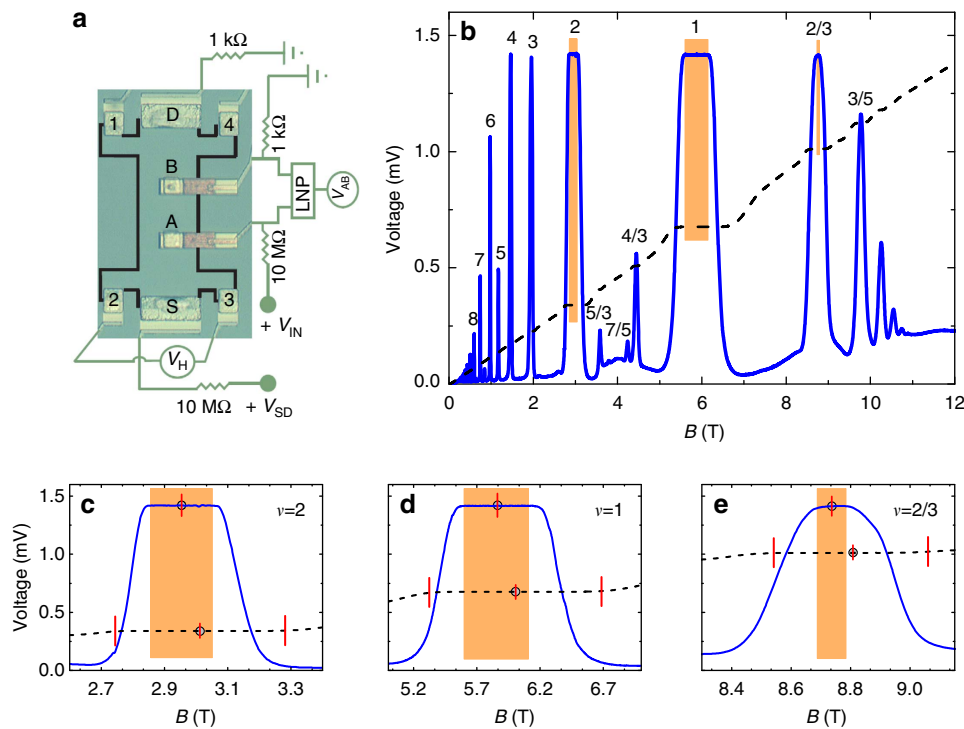 a
1 kΩ
1 kΩ
1
D
4
B
A
LNP
V_AB
10 MΩ
2
S
3
+ V_IN
V_H
10 MΩ
+ V_SD
b
Voltage (mV)
1.5
1.0
0.5
0.0
8
7
6
5
4
3
2
5/3
7/5
4/3
1
2/3
3/5
0 2 4 6 8 10 12
B (T)
c
ν=2
Voltage (mV)
1.5
1.0
0.5
0.0
2.7 2.9 3.1 3.3
B (T)
d
ν=1
5.2 5.7 6.2 6.7
B (T)
e
ν=2/3
8.4 8.6 8.8 9.0
B (T)